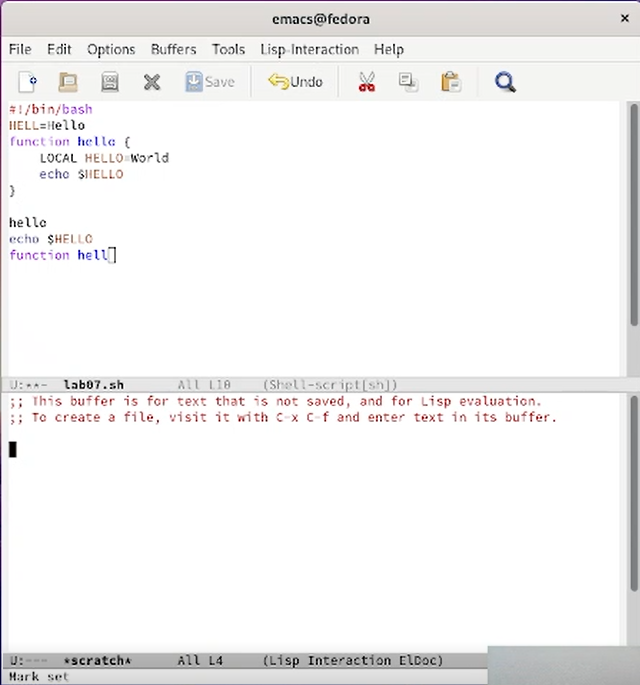 emacs@fedora ×
File Edit Options Buffers Tools Lisp-Interaction Help
Save Undo
#!/bin/bash
HELL=Hello
function hello {
    LOCAL HELLO=World
    echo $HELLO
}
hello
echo $HELLO
function hell
U:**- lab07.sh All L10 (Shell-script[sh])
;; This buffer is for text that is not saved, and for Lisp evaluation.
;; To create a file, visit it with C-x C-f and enter text in its buffer.
U:--- *scratch* All L4 (Lisp Interaction ElDoc)
Mark set